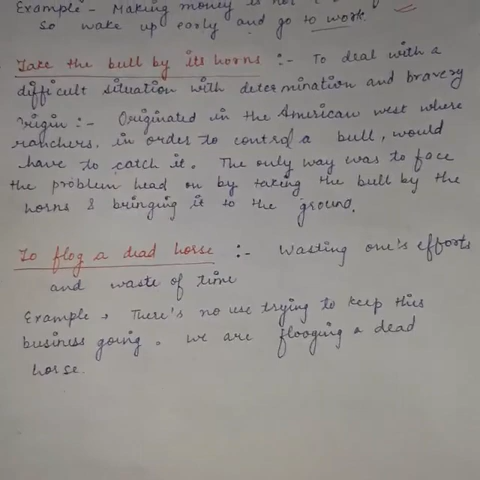 Example - Making money is not
so wake up early and go to work.
Take the bull by its horns :- To deal with a
difficult situation with determination and bravery
Origin :- Originated in the American west where
ranchers, in order to control a bull, would
have to catch it. The only way was to face
the problem head on by taking the bull by the
horns & bringing it to the ground.
To flog a dead horse :- Wasting one's efforts
and waste of time
Example → There's no use trying to keep this
business going. We are flooging a dead
horse.